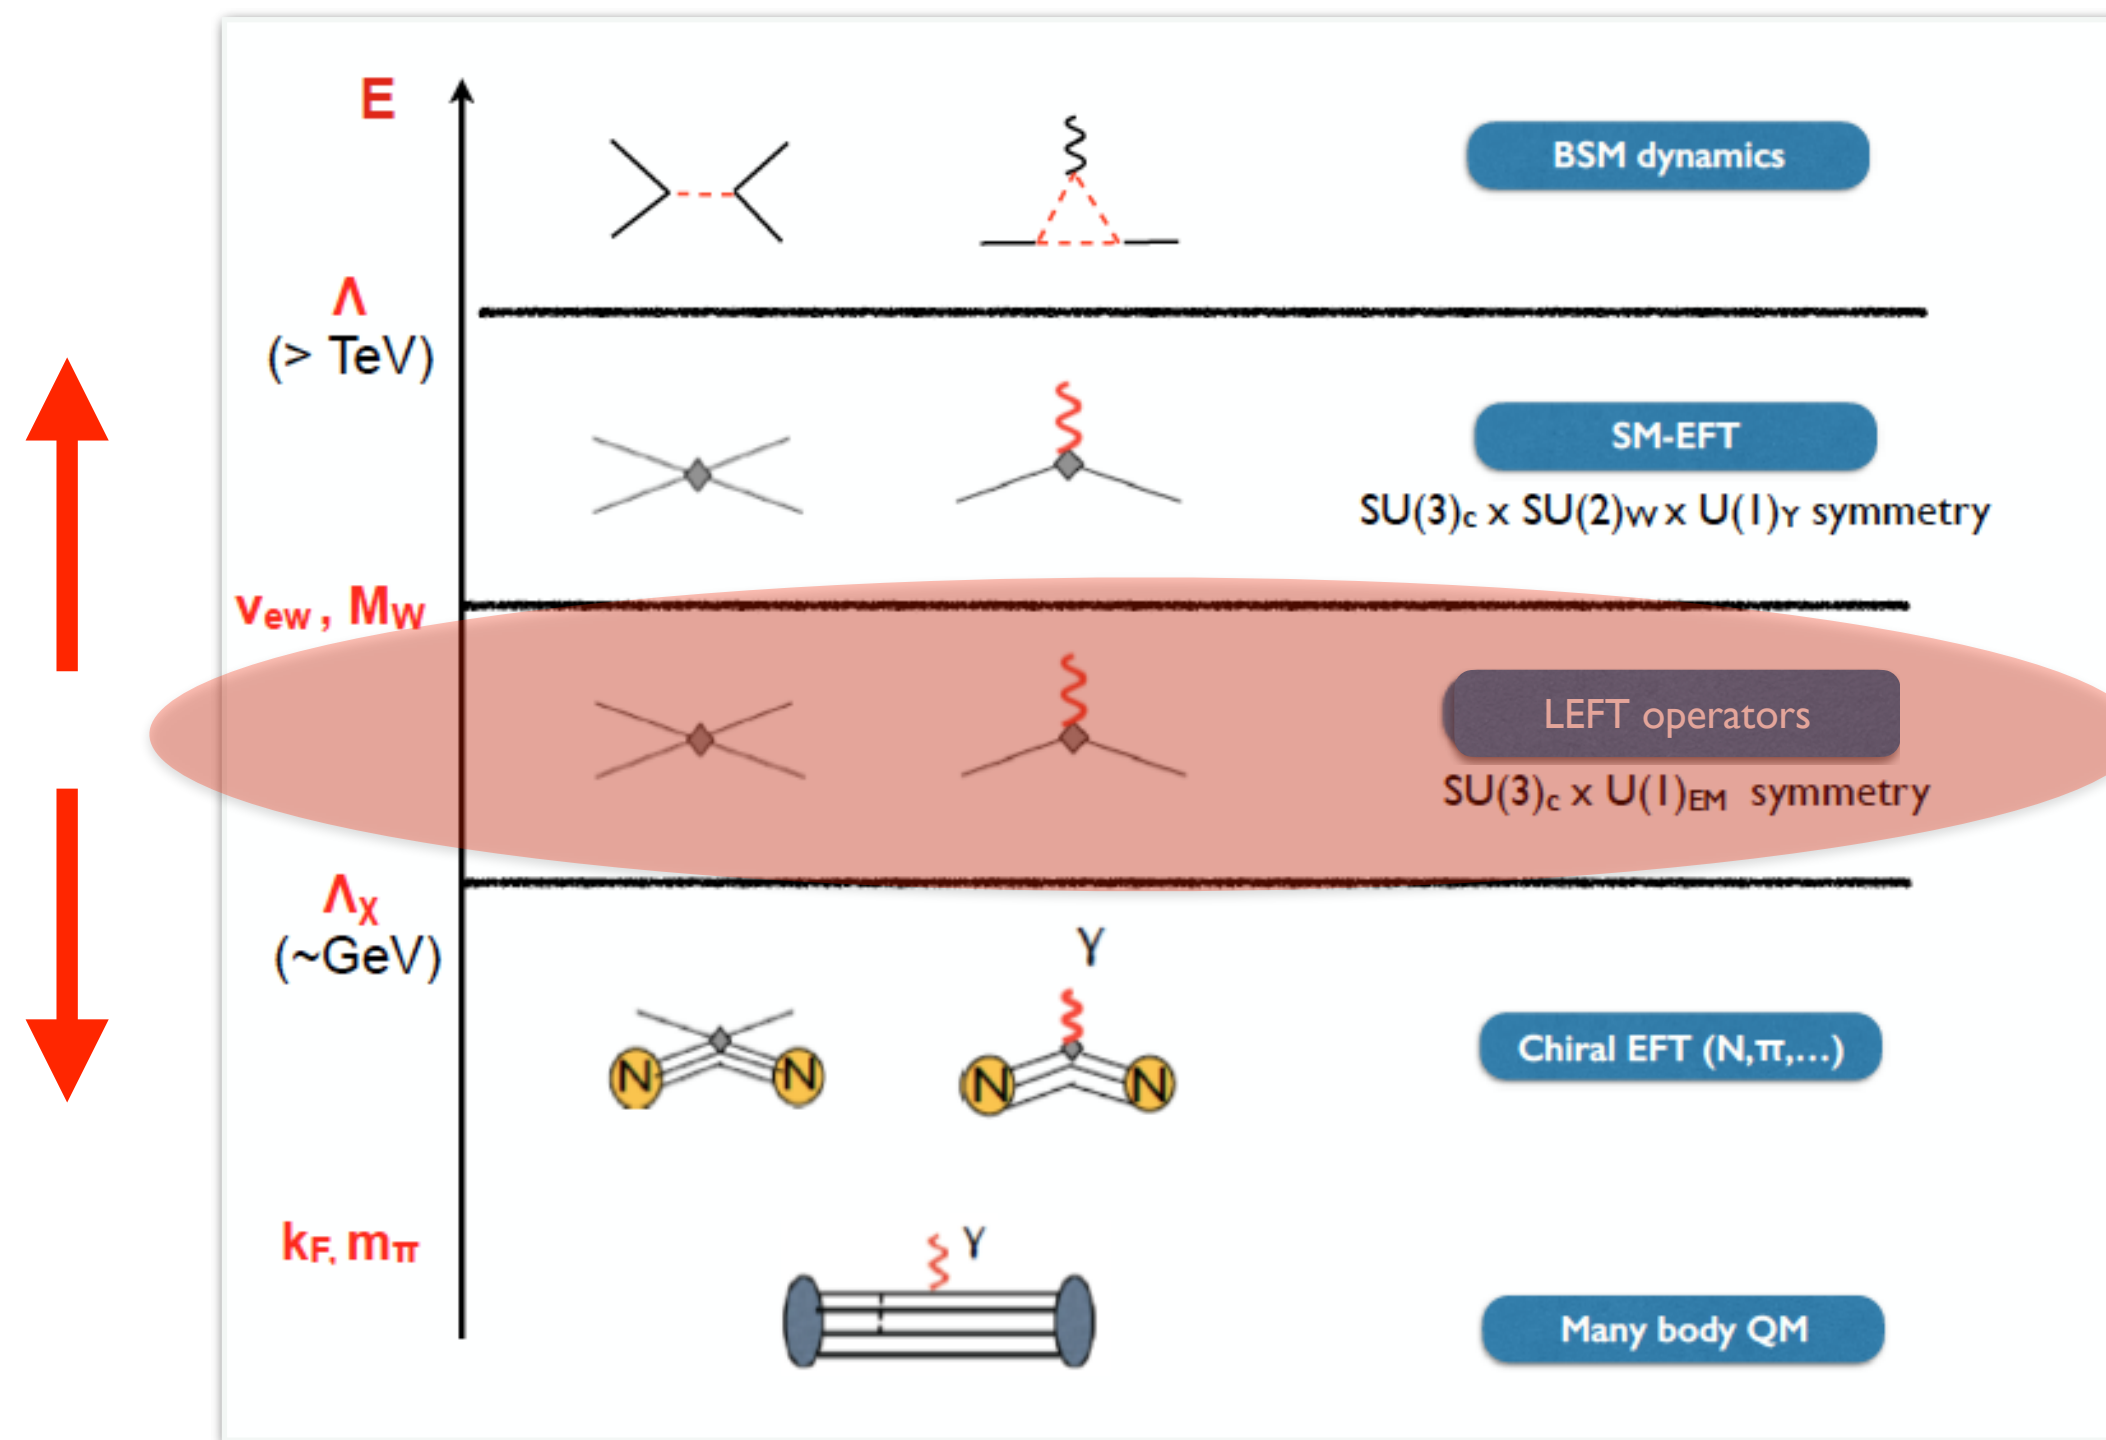 E
BSM dynamics
Λ
(> TeV)
SM-EFT
SU(3)c x SU(2)W x U(1)Y symmetry
vew , MW
LEFT operators
SU(3)c x U(1)EM symmetry
Λχ
(~GeV)
γ
N N N N
Chiral EFT (N,π,...)
kF, mπ
γ
Many body QM